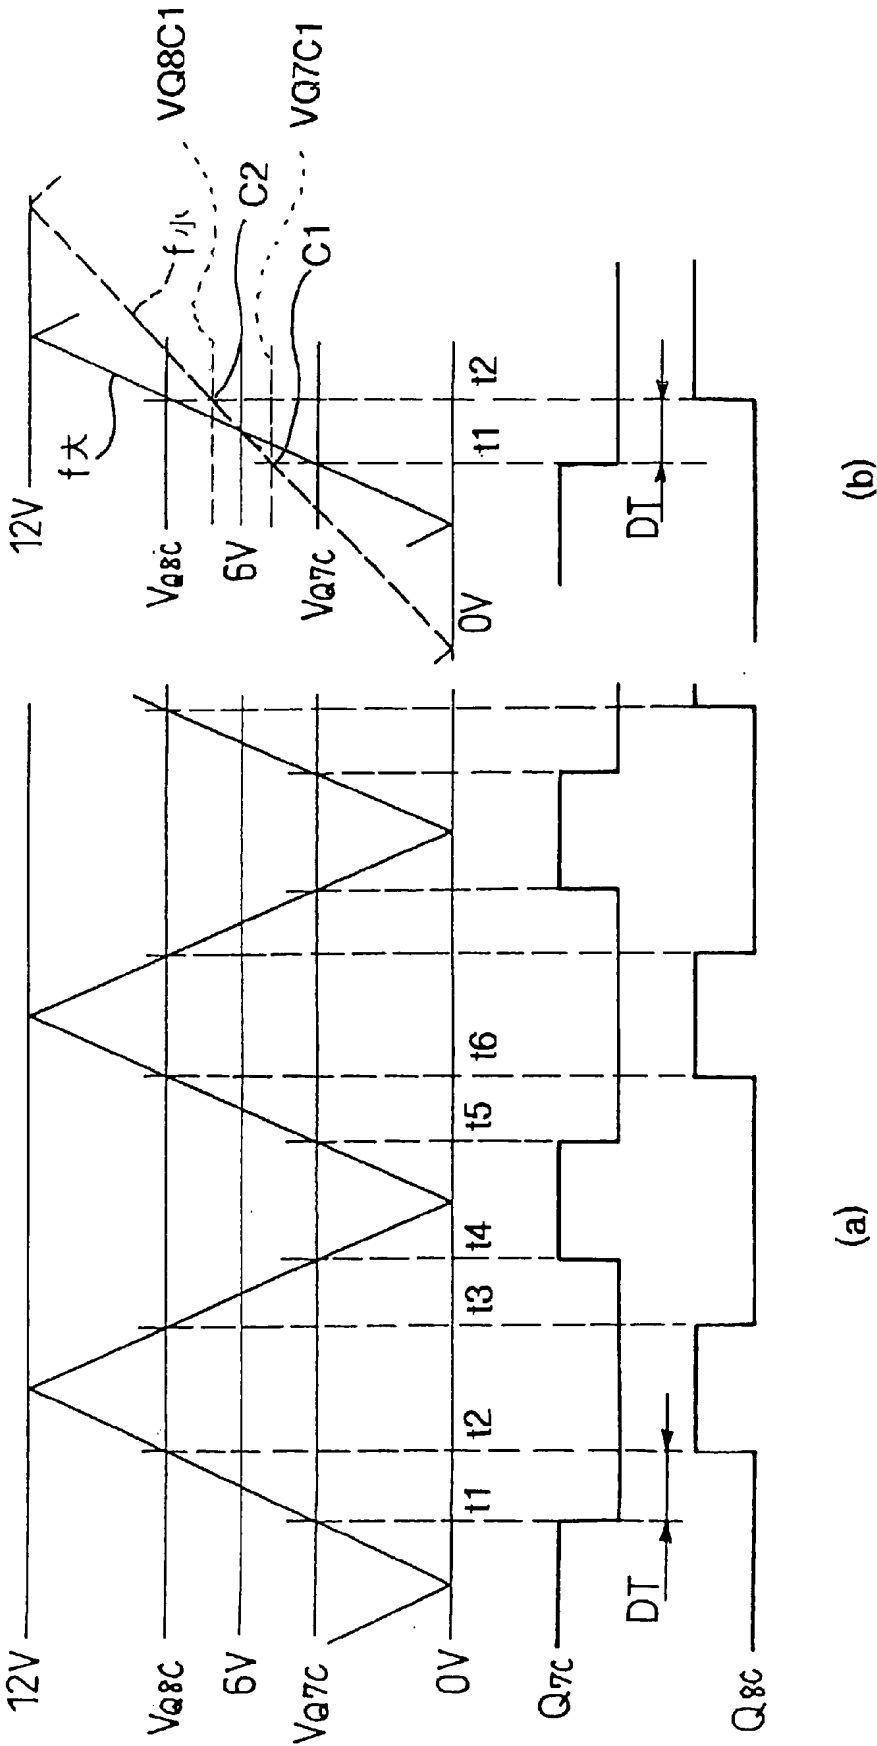 12V
VQ8C
6V
VQ7C
0V
t1
t2
t3
t4
t5
t6
Q7C
DT
Q8C
(a)
12V
f大
f小
VQ8C1
VQ8C
C2
6V
VQ7C1
VQ7C
C1
0V
t1
t2
DT
(b)